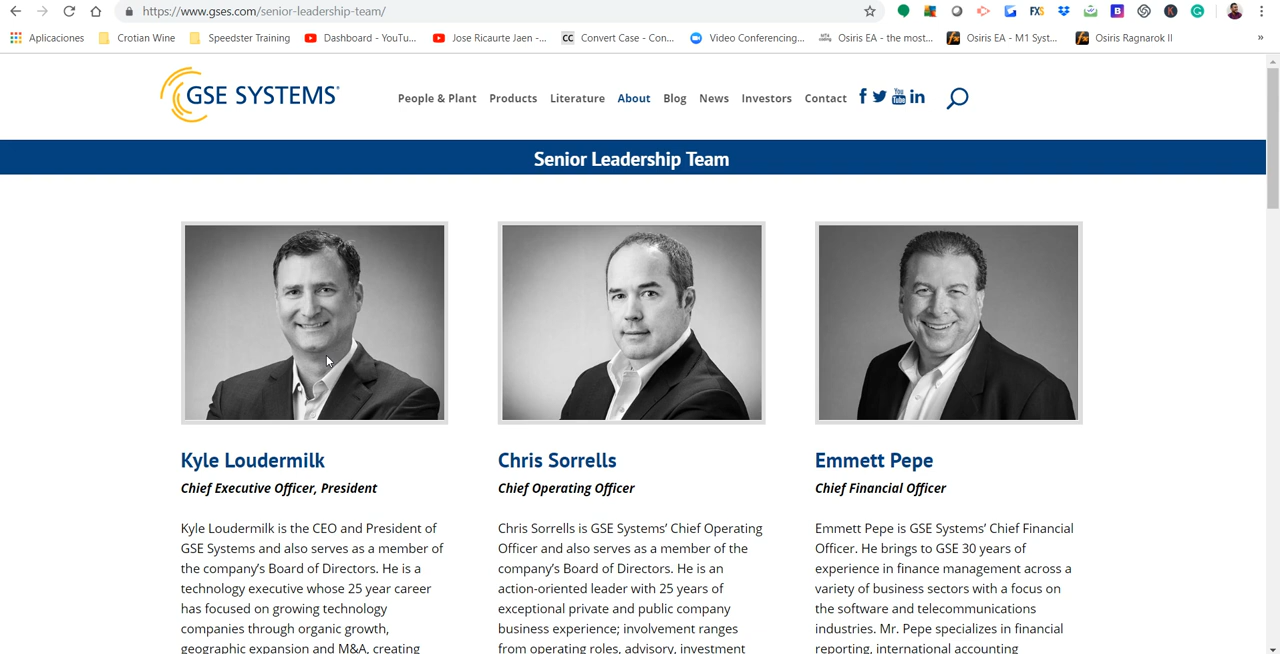 https://www.gses.com/senior-leadership-team/
Aplicaciones Crotian Wine Speedster Training Dashboard - YouTu... Jose Ricaurte Jaen -... CC Convert Case - Con... Video Conferencing... Osiris EA - the most... Osiris EA - M1 Syst... Osiris Ragnarok II »
GSE SYSTEMS
People & Plant Products Literature About Blog News Investors Contact
Senior Leadership Team
Kyle Loudermilk
Chief Executive Officer, President
Kyle Loudermilk is the CEO and President of
GSE Systems and also serves as a member of
the company's Board of Directors. He is a
technology executive whose 25 year career
has focused on growing technology
companies through organic growth,
geographic expansion and M&A, creating
Chris Sorrells
Chief Operating Officer
Chris Sorrells is GSE Systems' Chief Operating
Officer and also serves as a member of the
company's Board of Directors. He is an
action-oriented leader with 25 years of
exceptional private and public company
business experience; involvement ranges
from operating roles, advisory, investment
Emmett Pepe
Chief Financial Officer
Emmett Pepe is GSE Systems' Chief Financial
Officer. He brings to GSE 30 years of
experience in finance management across a
variety of business sectors with a focus on
the software and telecommunications
industries. Mr. Pepe specializes in financial
reporting, international accounting